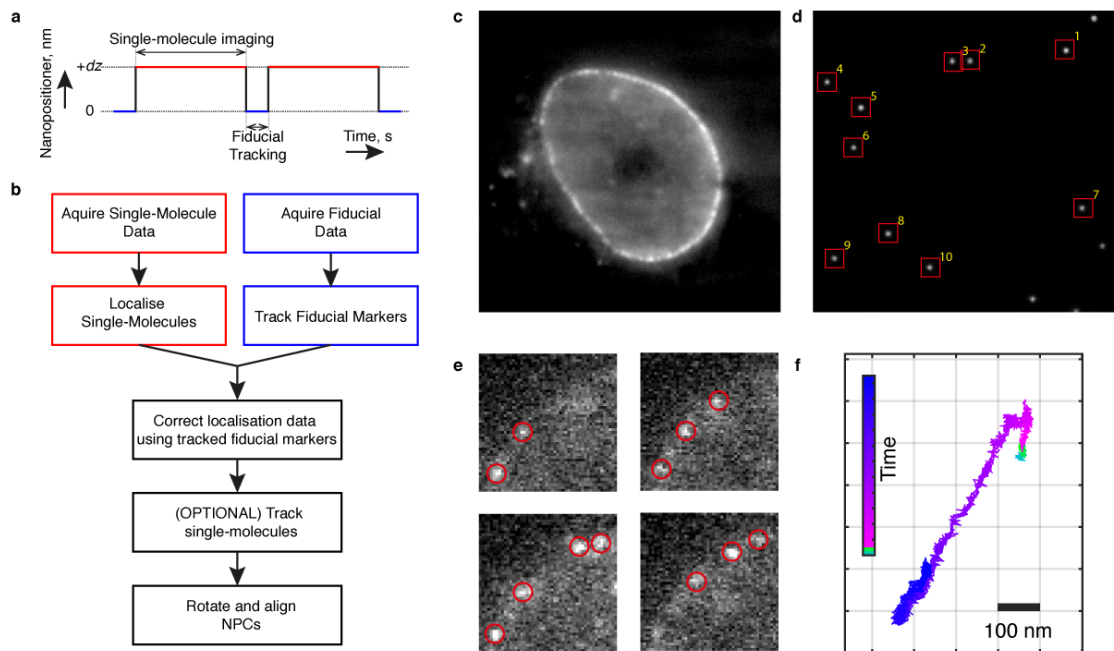 a
Single-molecule imaging
Nanopositioner, nm
+dz
0
Fiducial
Tracking
Time, s
b
Aquire Single-Molecule
Data
Aquire Fiducial
Data
Localise
Single-Molecules
Track Fiducial Markers
Correct localisation data
using tracked fiducial markers
(OPTIONAL) Track
single-molecules
Rotate and align
NPCs
c
d
1
3
2
4
5
6
7
8
9
10
e
f
Time
100 nm